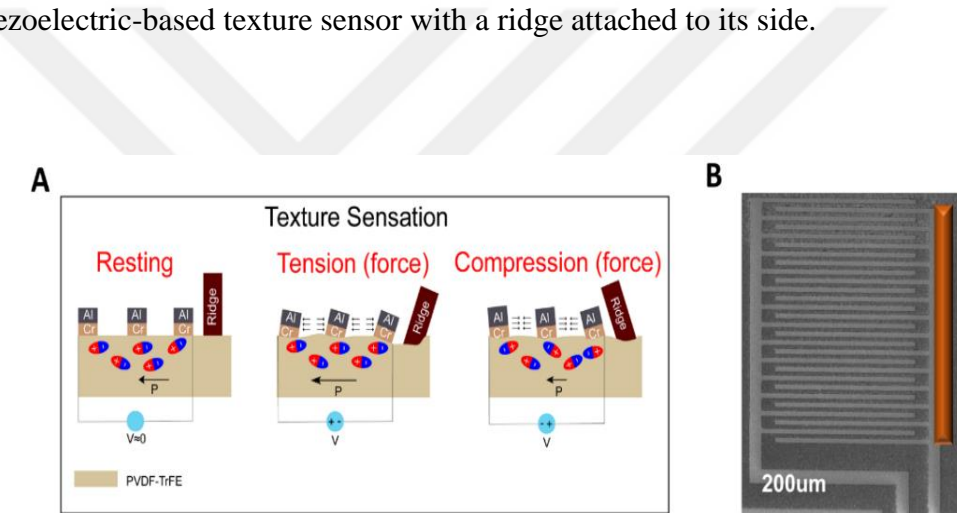 ezoelectric-based texture sensor with a ridge attached to its side.
A
B
Texture Sensation
Resting
Tension (force)
Compression (force)
Al
Al
Al
Ridge
Cr
Cr
Cr
Al
Al
Al
Ridge
Cr
Cr
Cr
Al
Al
Al
Ridge
Cr
Cr
Cr
P
P
P
+ -
- +
V≈0
V
V
PVDF-TrFE
200um